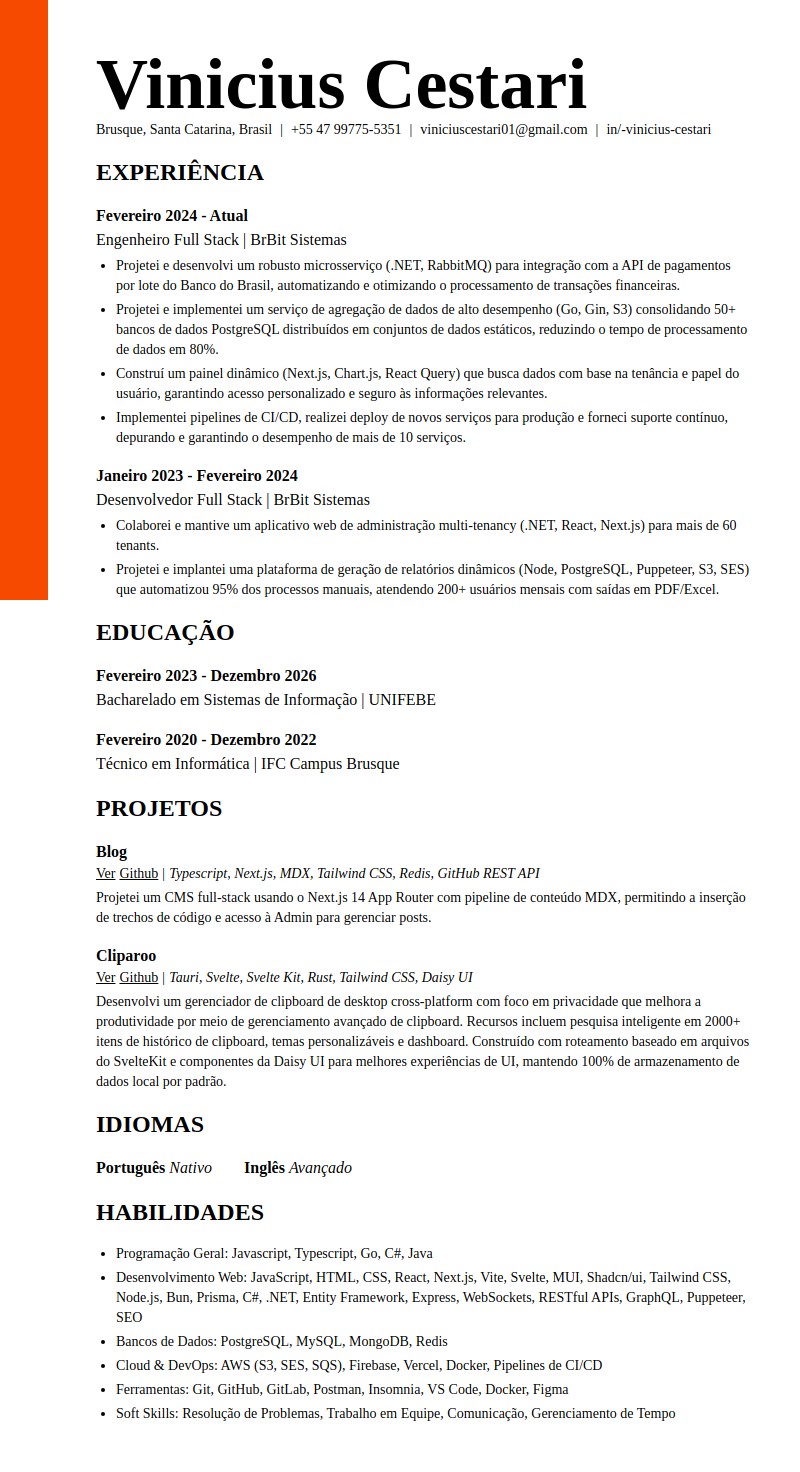 Vinicius Cestari
Brusque, Santa Catarina, Brasil | +55 47 99775-5351 | viniciuscestari01@gmail.com | in/-vinicius-cestari
EXPERIÊNCIA
Fevereiro 2024 - Atual
Engenheiro Full Stack | BrBit Sistemas
• Projetei e desenvolvi um robusto microsserviço (.NET, RabbitMQ) para integração com a API de pagamentos
por lote do Banco do Brasil, automatizando e otimizando o processamento de transações financeiras.
• Projetei e implementei um serviço de agregação de dados de alto desempenho (Go, Gin, S3) consolidando 50+
bancos de dados PostgreSQL distribuídos em conjuntos de dados estáticos, reduzindo o tempo de processamento
de dados em 80%.
• Construí um painel dinâmico (Next.js, Chart.js, React Query) que busca dados com base na tenância e papel do
usuário, garantindo acesso personalizado e seguro às informações relevantes.
• Implementei pipelines de CI/CD, realizei deploy de novos serviços para produção e forneci suporte contínuo,
depurando e garantindo o desempenho de mais de 10 serviços.
Janeiro 2023 - Fevereiro 2024
Desenvolvedor Full Stack | BrBit Sistemas
• Colaborei e mantive um aplicativo web de administração multi-tenancy (.NET, React, Next.js) para mais de 60
tenants.
• Projetei e implantei uma plataforma de geração de relatórios dinâmicos (Node, PostgreSQL, Puppeteer, S3, SES)
que automatizou 95% dos processos manuais, atendendo 200+ usuários mensais com saídas em PDF/Excel.
EDUCAÇÃO
Fevereiro 2023 - Dezembro 2026
Bacharelado em Sistemas de Informação | UNIFEBE
Fevereiro 2020 - Dezembro 2022
Técnico em Informática | IFC Campus Brusque
PROJETOS
Blog
Ver Github | Typescript, Next.js, MDX, Tailwind CSS, Redis, GitHub REST API
Projetei um CMS full-stack usando o Next.js 14 App Router com pipeline de conteúdo MDX, permitindo a inserção
de trechos de código e acesso à Admin para gerenciar posts.
Cliparoo
Ver Github | Tauri, Svelte, Svelte Kit, Rust, Tailwind CSS, Daisy UI
Desenvolvi um gerenciador de clipboard de desktop cross-platform com foco em privacidade que melhora a
produtividade por meio de gerenciamento avançado de clipboard. Recursos incluem pesquisa inteligente em 2000+
itens de histórico de clipboard, temas personalizáveis e dashboard. Construído com roteamento baseado em arquivos
do SvelteKit e componentes da Daisy UI para melhores experiências de UI, mantendo 100% de armazenamento de
dados local por padrão.
IDIOMAS
Português Nativo Inglês Avançado
HABILIDADES
• Programação Geral: Javascript, Typescript, Go, C#, Java
• Desenvolvimento Web: JavaScript, HTML, CSS, React, Next.js, Vite, Svelte, MUI, Shadcn/ui, Tailwind CSS,
Node.js, Bun, Prisma, C#, .NET, Entity Framework, Express, WebSockets, RESTful APIs, GraphQL, Puppeteer,
SEO
• Bancos de Dados: PostgreSQL, MySQL, MongoDB, Redis
• Cloud & DevOps: AWS (S3, SES, SQS), Firebase, Vercel, Docker, Pipelines de CI/CD
• Ferramentas: Git, GitHub, GitLab, Postman, Insomnia, VS Code, Docker, Figma
• Soft Skills: Resolução de Problemas, Trabalho em Equipe, Comunicação, Gerenciamento de Tempo